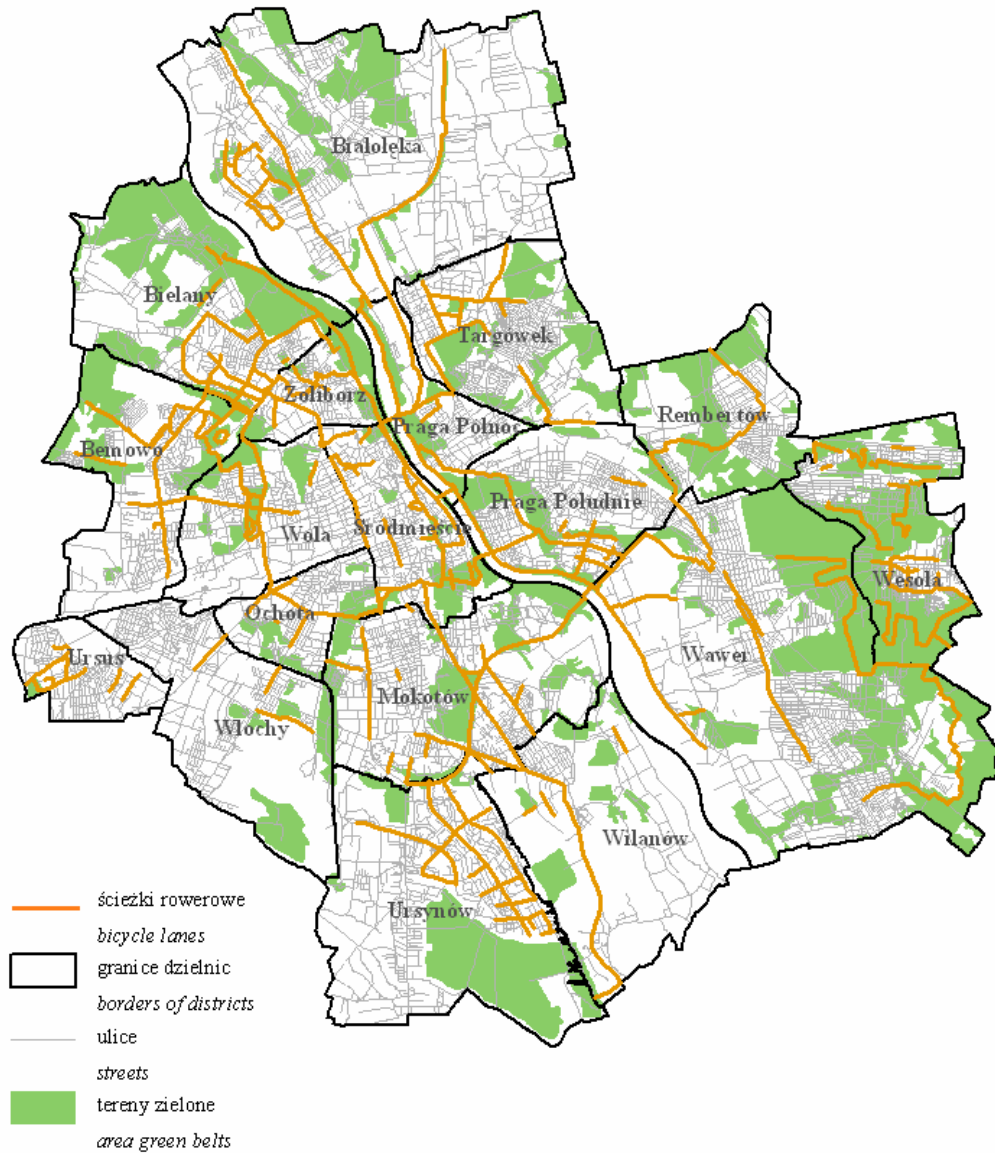 Białołęka
Bielany
Targówek
Żoliborz
Rembertów
Praga Północ
Bemowo
Praga Południe
Śródmieście
Wola
Wesoła
Ochota
Wawer
Ursus
Mokotów
Włochy
Wilanów
Ursynów
ścieżki rowerowe
bicycle lanes
granice dzielnic
borders of districts
ulice
streets
tereny zielone
area green belts